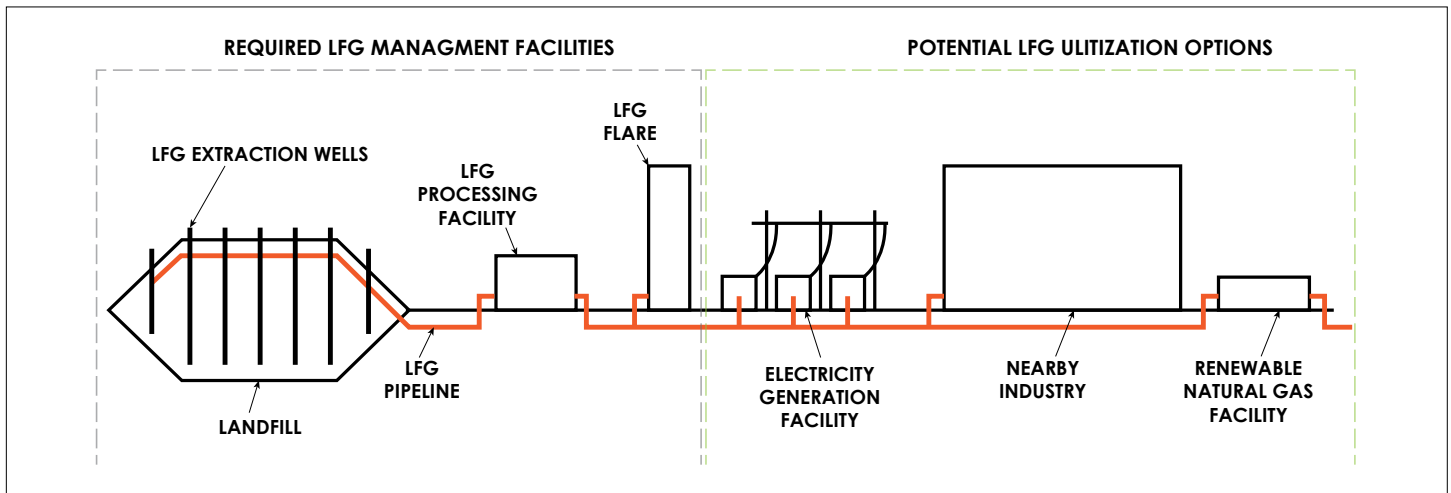 REQUIRED LFG MANAGMENT FACILITIES
POTENTIAL LFG ULITIZATION OPTIONS
LFG EXTRACTION WELLS
LFG
PROCESSING
FACILITY
LFG
FLARE
LFG
PIPELINE
LANDFILL
ELECTRICITY
GENERATION
FACILITY
NEARBY
INDUSTRY
RENEWABLE
NATURAL GAS
FACILITY